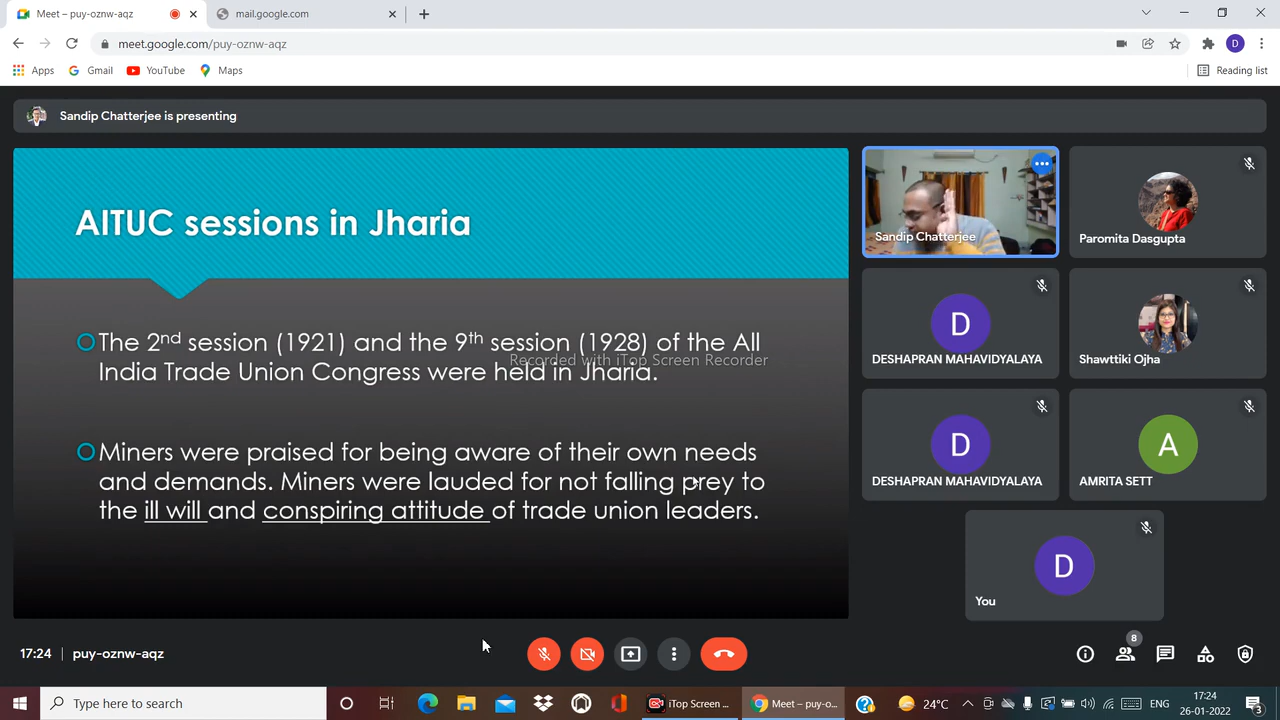 Meet – puy-oznw-aqz
mail.google.com
meet.google.com/puy-oznw-aqz
Apps
Gmail
YouTube
Maps
Reading list
Sandip Chatterjee is presenting
AITUC sessions in Jharia
The 2nd session (1921) and the 9th session (1928) of the All
India Trade Union Congress were held in Jharia.
Recorded with iTop Screen Recorder
Miners were praised for being aware of their own needs
and demands. Miners were lauded for not falling prey to
the ill will and conspiring attitude of trade union leaders.
Sandip Chatterjee
Paromita Dasgupta
D
DESHAPRAN MAHAVIDYALAYA
Shawttiki Ojha
D
DESHAPRAN MAHAVIDYALAYA
A
AMRITA SETT
D
You
17:24 | puy-oznw-aqz
8
Type here to search
iTop Screen ...
Meet – puy-o...
24°C
ENG
17:24
26-01-2022
3